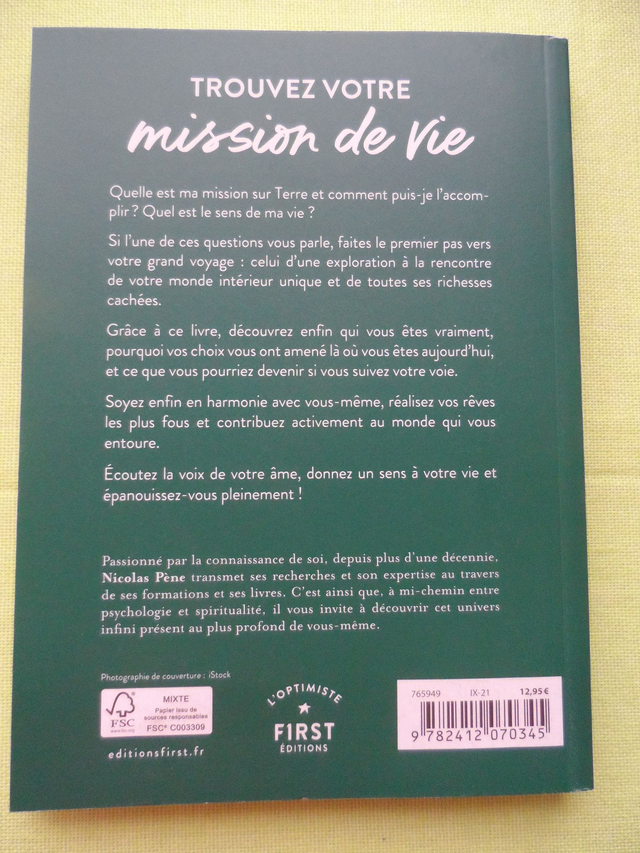 TROUVEZ VOTRE
mission de vie
Quelle est ma mission sur Terre et comment puis-je l'accom-
plir ? Quel est le sens de ma vie ?
Si l'une de ces questions vous parle, faites le premier pas vers
votre grand voyage : celui d'une exploration à la rencontre
de votre monde intérieur unique et de toutes ses richesses
cachées.
Grâce à ce livre, découvrez enfin qui vous êtes vraiment,
pourquoi vos choix vous ont amené là où vous êtes aujourd'hui,
et ce que vous pourriez devenir si vous suivez votre voie.
Soyez enfin en harmonie avec vous-même, réalisez vos rêves
les plus fous et contribuez activement au monde qui vous
entoure.
Écoutez la voix de votre âme, donnez un sens à votre vie et
épanouissez-vous pleinement !
Passionné par la connaissance de soi, depuis plus d'une décennie,
Nicolas Pène transmet ses recherches et son expertise au travers
de ses formations et ses livres. C'est ainsi que, à mi-chemin entre
psychologie et spiritualité, il vous invite à découvrir cet univers
infini présent au plus profond de vous-même.
Photographie de couverture : iStock
FSC
www.fsc.org
MIXTE
Papier issu de
sources responsables
FSC® C003309
editionsfirst.fr
L'OPTIMISTE
F1RST
ÉDITIONS
765949 IX-21 12,95€
9 782412 070345